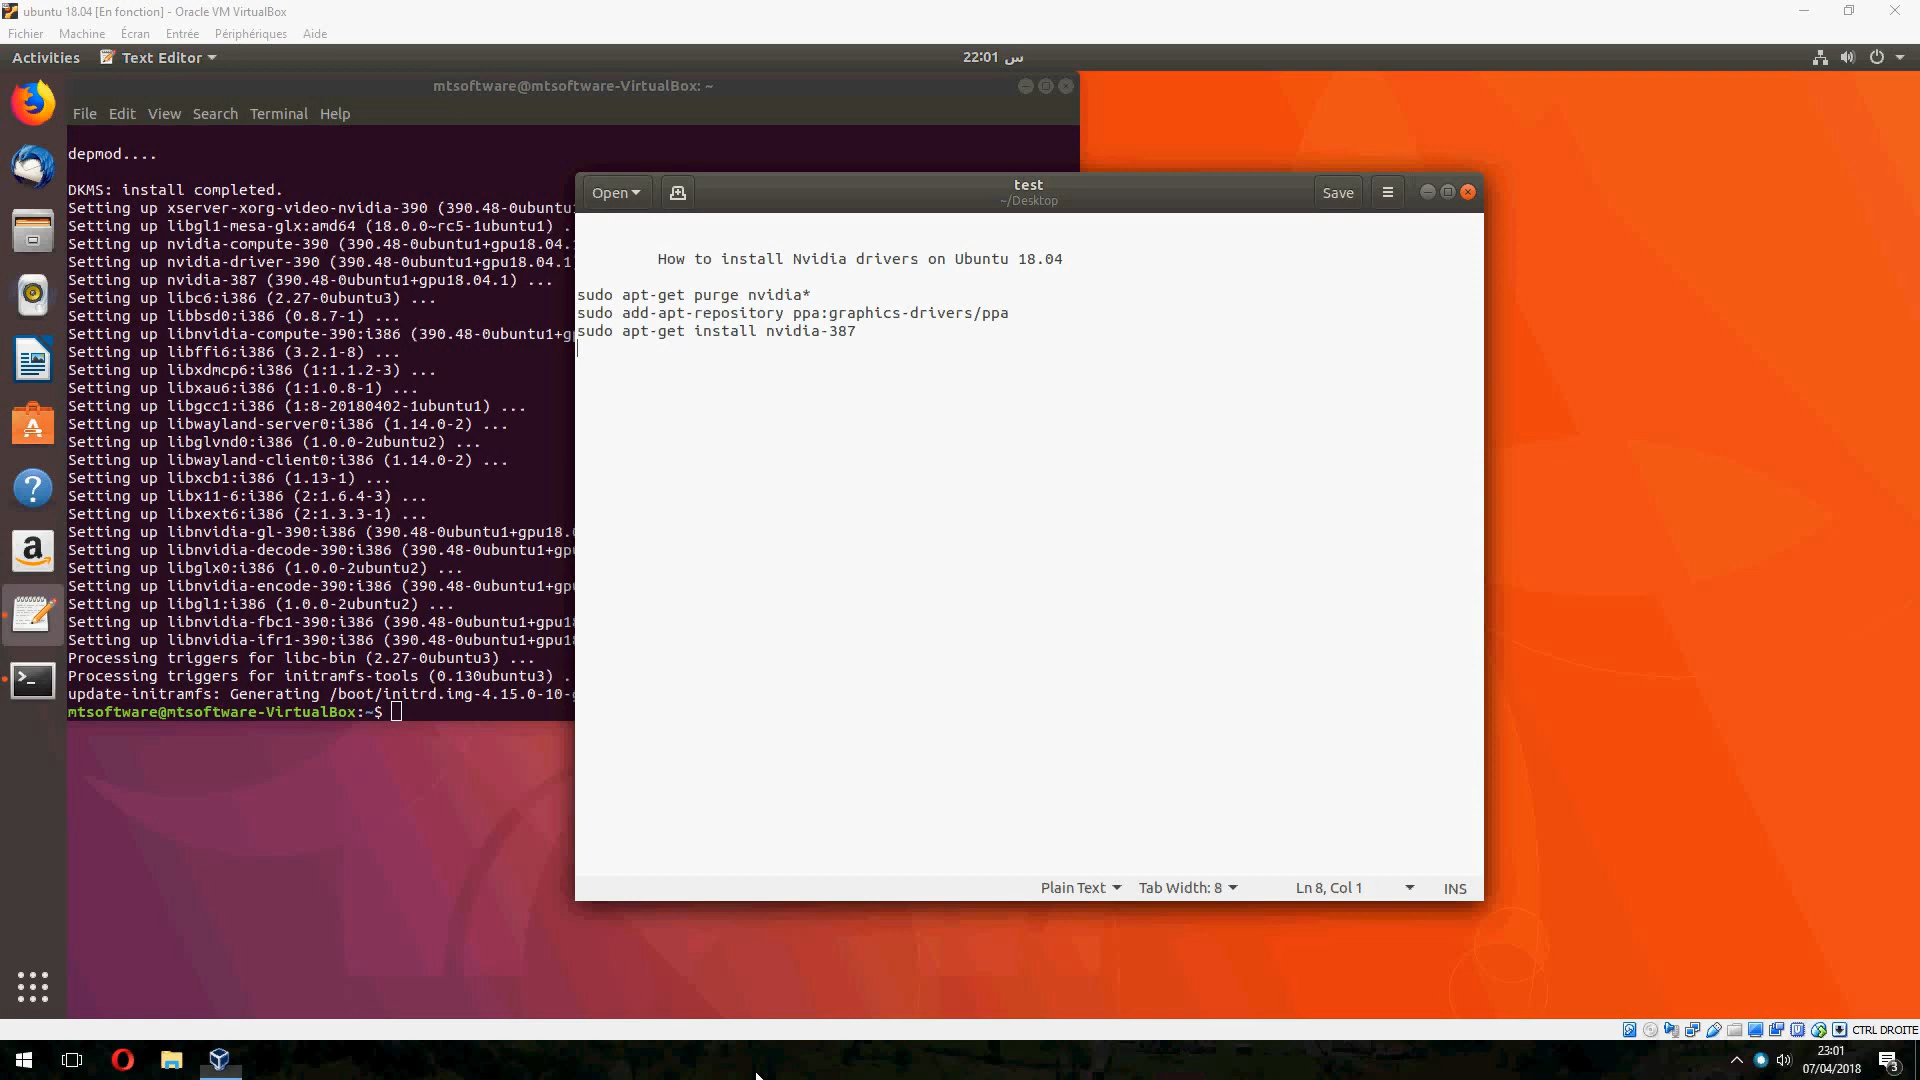 ubuntu 18.04 [En fonction] - Oracle VM VirtualBox
Fichier Machine Écran Entrée Périphériques Aide
Activities Text Editor س 22:01
mtsoftware@mtsoftware-VirtualBox: ~
File Edit View Search Terminal Help
depmod....
DKMS: install completed.
Setting up xserver-xorg-video-nvidia-390 (390.48-0ubuntu
Setting up libgl1-mesa-glx:amd64 (18.0.0~rc5-1ubuntu1) .
Setting up nvidia-compute-390 (390.48-0ubuntu1+gpu18.04.
Setting up nvidia-driver-390 (390.48-0ubuntu1+gpu18.04.1
Setting up nvidia-387 (390.48-0ubuntu1+gpu18.04.1) ...
Setting up libc6:i386 (2.27-0ubuntu3) ...
Setting up libbsd0:i386 (0.8.7-1) ...
Setting up libnvidia-compute-390:i386 (390.48-0ubuntu1+g
Setting up libffi6:i386 (3.2.1-8) ...
Setting up libxdmcp6:i386 (1:1.1.2-3) ...
Setting up libxau6:i386 (1:1.0.8-1) ...
Setting up libgcc1:i386 (1:8-20180402-1ubuntu1) ...
Setting up libwayland-server0:i386 (1.14.0-2) ...
Setting up libglvnd0:i386 (1.0.0-2ubuntu2) ...
Setting up libwayland-client0:i386 (1.14.0-2) ...
Setting up libxcb1:i386 (1.13-1) ...
Setting up libx11-6:i386 (2:1.6.4-3) ...
Setting up libxext6:i386 (2:1.3.3-1) ...
Setting up libnvidia-gl-390:i386 (390.48-0ubuntu1+gpu18.
Setting up libnvidia-decode-390:i386 (390.48-0ubuntu1+gp
Setting up libglx0:i386 (1.0.0-2ubuntu2) ...
Setting up libnvidia-encode-390:i386 (390.48-0ubuntu1+gp
Setting up libgl1:i386 (1.0.0-2ubuntu2) ...
Setting up libnvidia-fbc1-390:i386 (390.48-0ubuntu1+gpu1
Setting up libnvidia-ifr1-390:i386 (390.48-0ubuntu1+gpu1
Processing triggers for libc-bin (2.27-0ubuntu3) ...
Processing triggers for initramfs-tools (0.130ubuntu3) .
update-initramfs: Generating /boot/initrd.img-4.15.0-10-
mtsoftware@mtsoftware-VirtualBox:~$
Open test Save
~/Desktop
How to install Nvidia drivers on Ubuntu 18.04
sudo apt-get purge nvidia*
sudo add-apt-repository ppa:graphics-drivers/ppa
sudo apt-get install nvidia-387
Plain Text Tab Width: 8 Ln 8, Col 1 INS
CTRL DROITE
23:01
07/04/2018
3